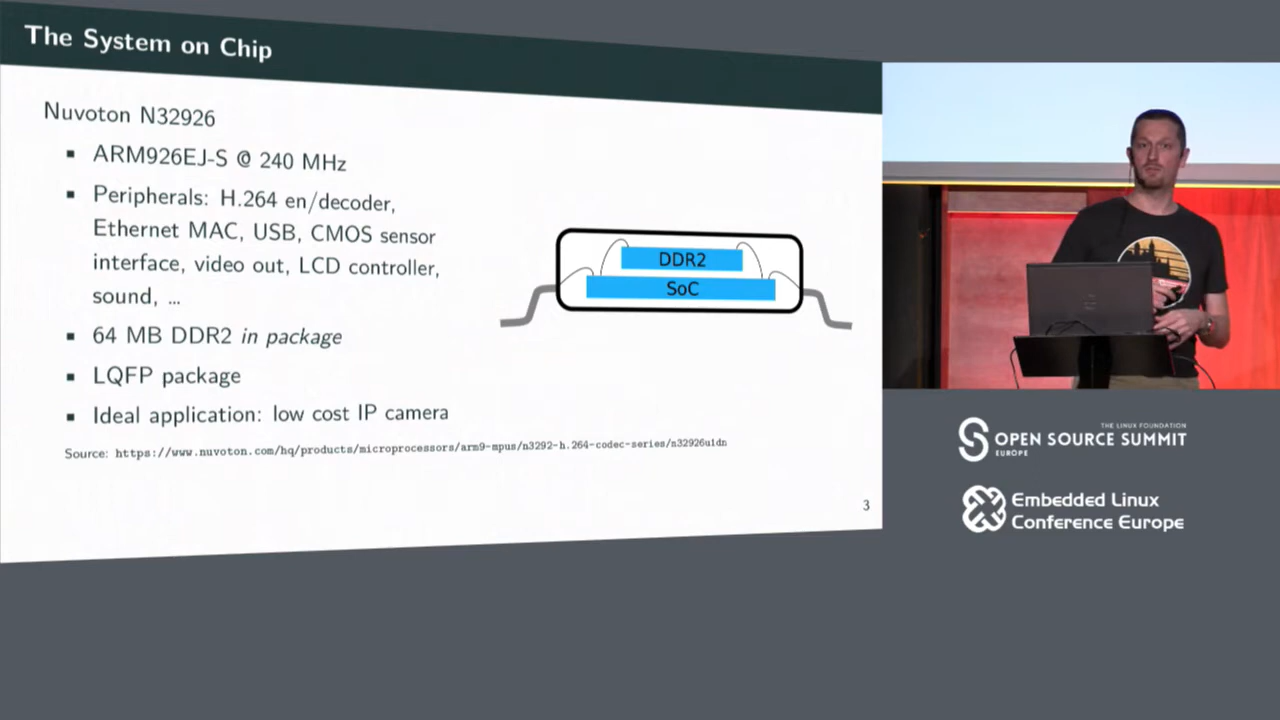 The System on Chip
Nuvoton N32926
▪ ARM926EJ-S @ 240 MHz
▪ Peripherals: H.264 en/decoder,
Ethernet MAC, USB, CMOS sensor
interface, video out, LCD controller,
sound, …
▪ 64 MB DDR2 in package
▪ LQFP package
▪ Ideal application: low cost IP camera
Source: https://www.nuvoton.com/hq/products/microprocessors/arm9-mpus/n3292-h.264-codec-series/n32926u1dn
DDR2
SoC
3
THE LINUX FOUNDATION
OPEN SOURCE SUMMIT
EUROPE
Embedded Linux
Conference Europe